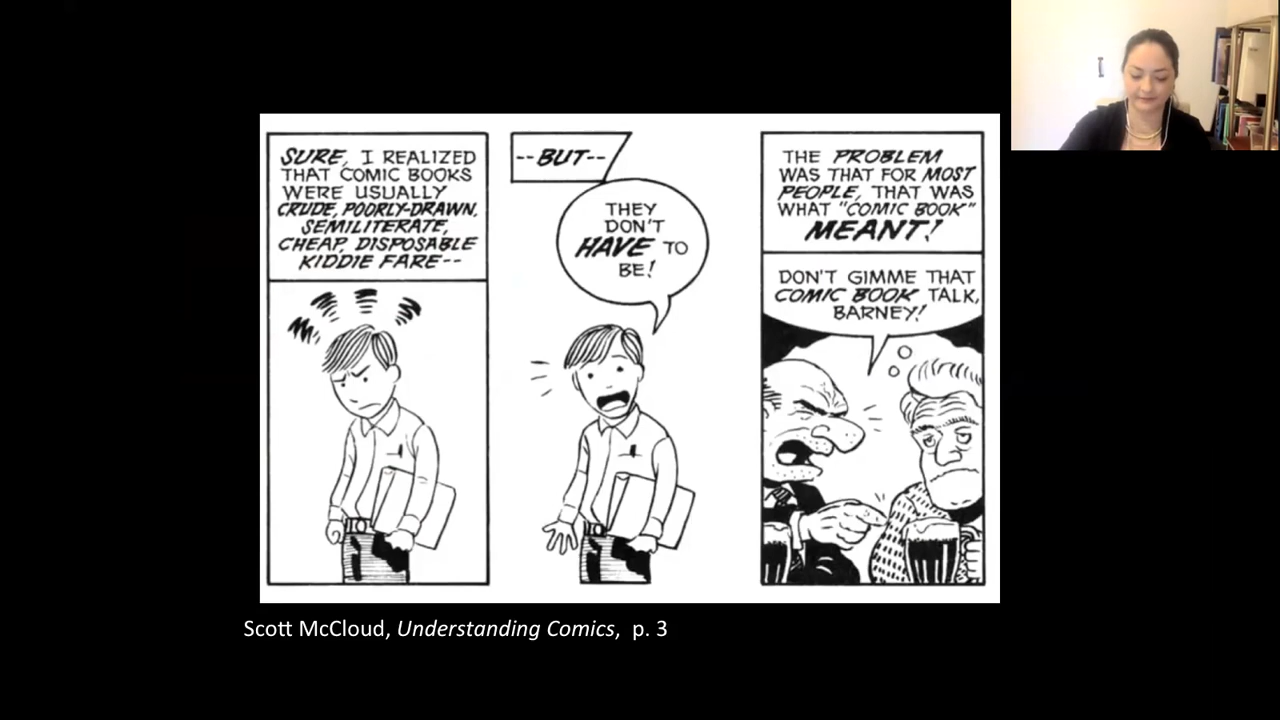 SURE, I REALIZED
THAT COMIC BOOKS
WERE USUALLY
CRUDE, POORLY-DRAWN,
SEMILITERATE,
CHEAP, DISPOSABLE
KIDDIE FARE--
--BUT--
THEY
DON'T
HAVE TO
BE!
THE PROBLEM
WAS THAT FOR MOST
PEOPLE, THAT WAS
WHAT "COMIC BOOK"
MEANT!
DON'T GIMME THAT
COMIC BOOK TALK,
BARNEY!
Scott McCloud, Understanding Comics, p. 3